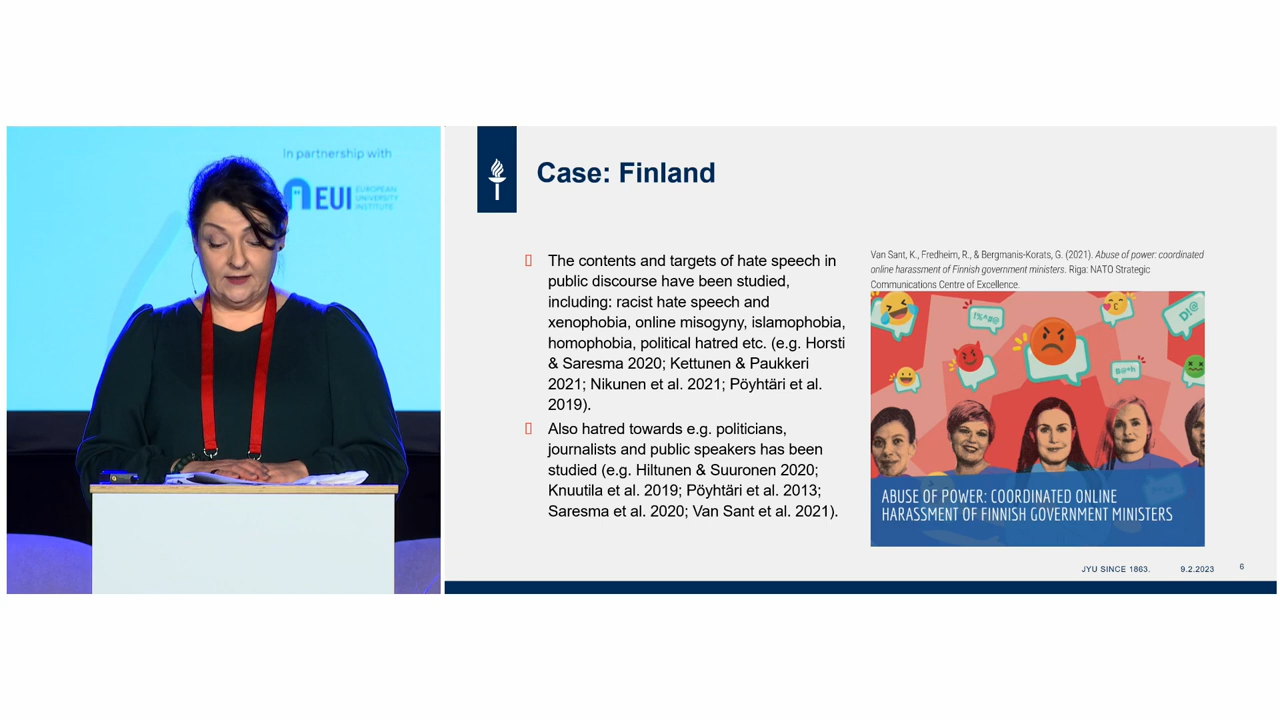 In partnership with
EUI
EUROPEAN
UNIVERSITY
INSTITUTE
Case: Finland
The contents and targets of hate speech in
public discourse have been studied,
including: racist hate speech and
xenophobia, online misogyny, islamophobia,
homophobia, political hatred etc. (e.g. Horsti
& Saresma 2020; Kettunen & Paukkeri
2021; Nikunen et al. 2021; Pöyhtäri et al.
2019).
Also hatred towards e.g. politicians,
journalists and public speakers has been
studied (e.g. Hiltunen & Suuronen 2020;
Knuutila et al. 2019; Pöyhtäri et al. 2013;
Saresma et al. 2020; Van Sant et al. 2021).
Van Sant, K., Fredheim, R., & Bergmanis-Korats, G. (2021). Abuse of power: coordinated
online harassment of Finnish government ministers. Riga: NATO Strategic
Communications Centre of Excellence.
D!@
ABUSE OF POWER: COORDINATED ONLINE
HARASSMENT OF FINNISH GOVERNMENT MINISTERS
JYU SINCE 1863.
9.2.2023
6